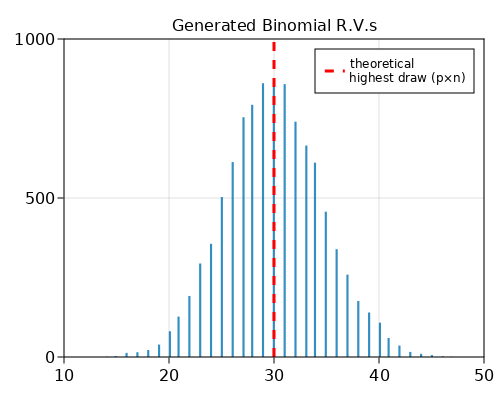 Generated Binomial R.V.s
1000
500
0
theoretical
highest draw (p×n)
10 20 30 40 50